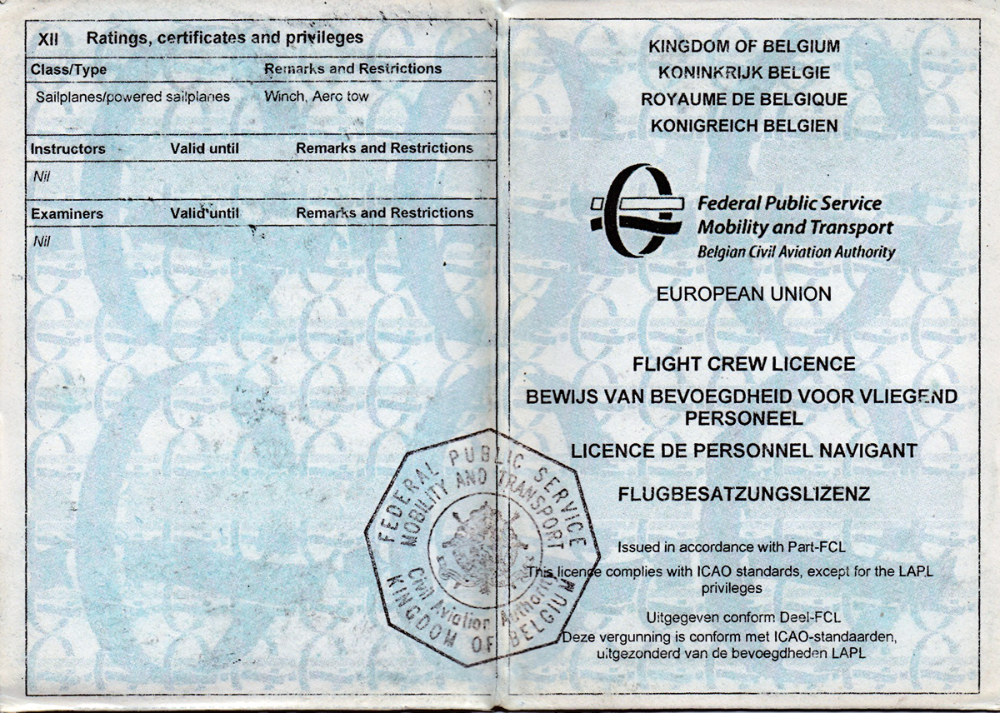 XII Ratings, certificates and privileges
Class/Type Remarks and Restrictions
Sailplanes/powered sailplanes Winch, Aero tow
Instructors Valid until Remarks and Restrictions
Nil
Examiners Valid until Remarks and Restrictions
Nil
KINGDOM OF BELGIUM
KONINKRIJK BELGIE
ROYAUME DE BELGIQUE
KONIGREICH BELGIEN
Federal Public Service
Mobility and Transport
Belgian Civil Aviation Authority
EUROPEAN UNION
FLIGHT CREW LICENCE
BEWIJS VAN BEVOEGDHEID VOOR VLIEGEND
PERSONEEL
LICENCE DE PERSONNEL NAVIGANT
FLUGBESATZUNGSLIZENZ
Issued in accordance with Part-FCL
This licence complies with ICAO standards, except for the LAPL
privileges
Uitgegeven conform Deel-FCL
Deze vergunning is conform met ICAO-standaarden,
uitgezonderd van de bevoegdheden LAPL
FEDERAL PUBLIC SERVICE
MOBILITY AND TRANSPORT
Civil Aviation Authority
KINGDOM OF BELGIUM